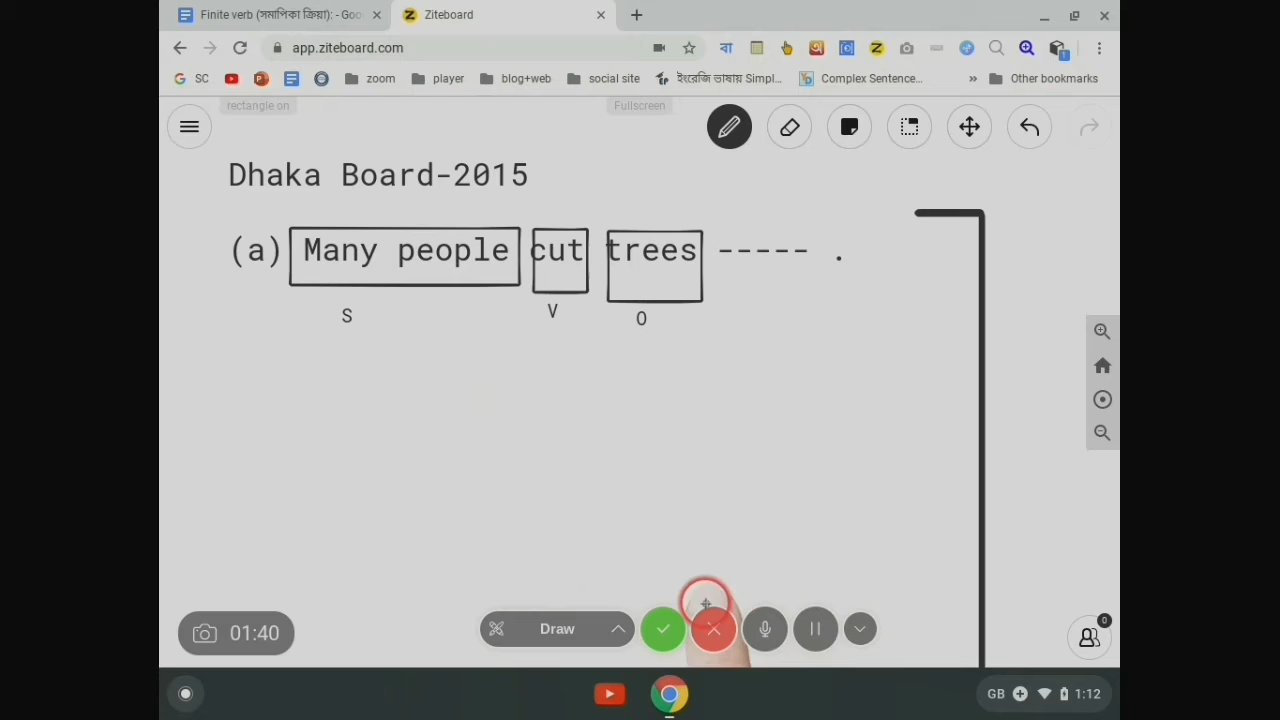 Finite verb (সমাপিকা ক্রিয়া): - Goo
Ziteboard
app.ziteboard.com
বা
SC
zoom
player
blog+web
social site
ইংরেজি ভাষায় Simpl...
Complex Sentence...
»
Other bookmarks
rectangle on
Fullscreen
Dhaka Board-2015
(a) Many people cut trees ----- .
S V O
Draw
01:40
0
GB 1:12